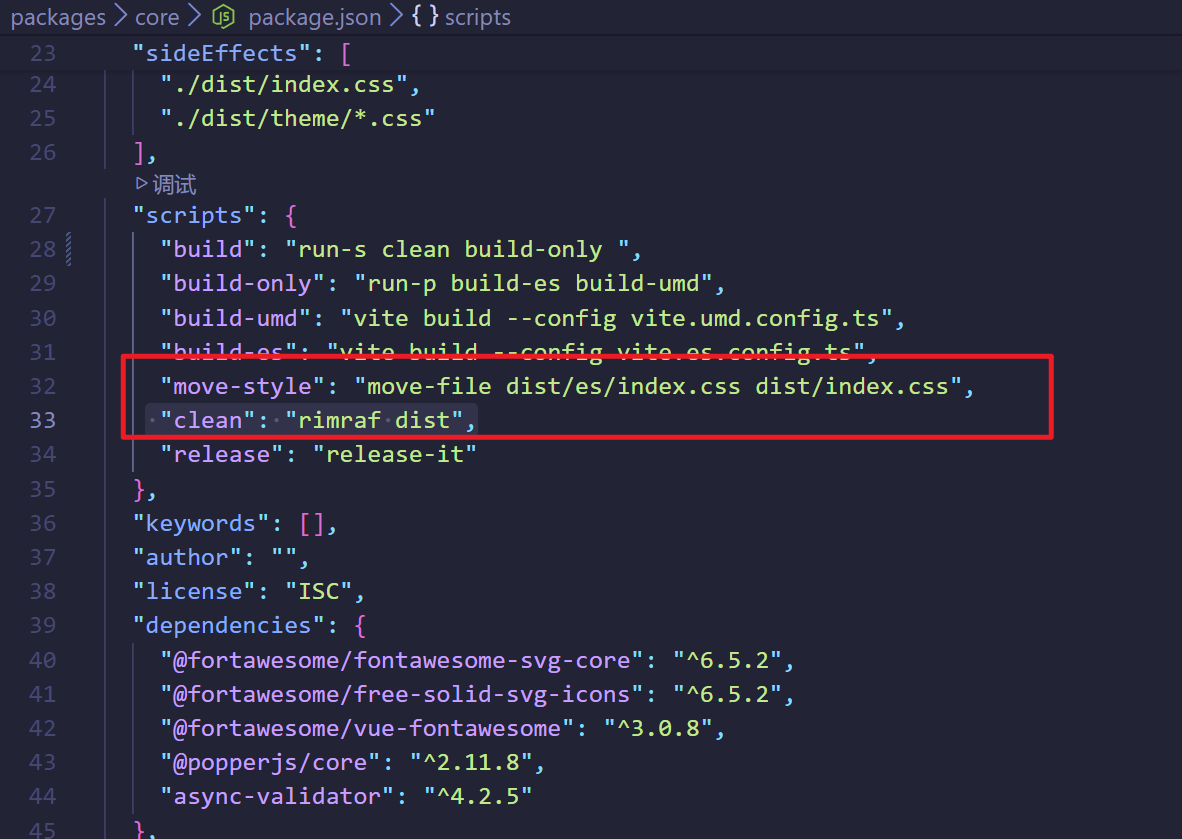 packages > core > JS package.json > { } scripts
23 "sideEffects": [
24 "./dist/index.css",
25 "./dist/theme/*.css"
26 ],
调试
27 "scripts": {
28 "build": "run-s clean build-only ",
29 "build-only": "run-p build-es build-umd",
30 "build-umd": "vite build --config vite.umd.config.ts",
31 "build-es": "vite build --config vite.es.config.ts",
32 "move-style": "move-file dist/es/index.css dist/index.css",
33 "clean": "rimraf dist",
34 "release": "release-it"
35 },
36 "keywords": [],
37 "author": "",
38 "license": "ISC",
39 "dependencies": {
40 "@fortawesome/fontawesome-svg-core": "^6.5.2",
41 "@fortawesome/free-solid-svg-icons": "^6.5.2",
42 "@fortawesome/vue-fontawesome": "^3.0.8",
43 "@popperjs/core": "^2.11.8",
44 "async-validator": "^4.2.5"
45 },